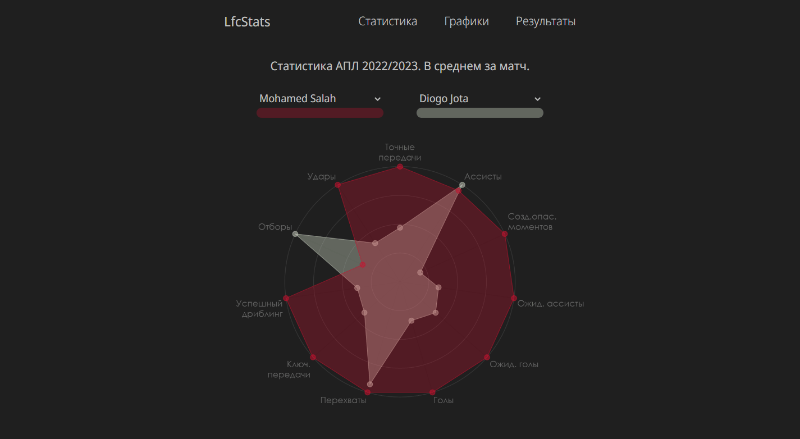 LfcStats
Статистика
Графики
Результаты
Статистика АПЛ 2022/2023. В среднем за матч.
Mohamed Salah
Diogo Jota
Точные
передачи
Удары
Ассисты
Созд.опас.
моментов
Отборы
Успешный
дриблинг
Ожид. ассисты
Ключ.
передачи
Ожид. голы
Перехваты
Голы